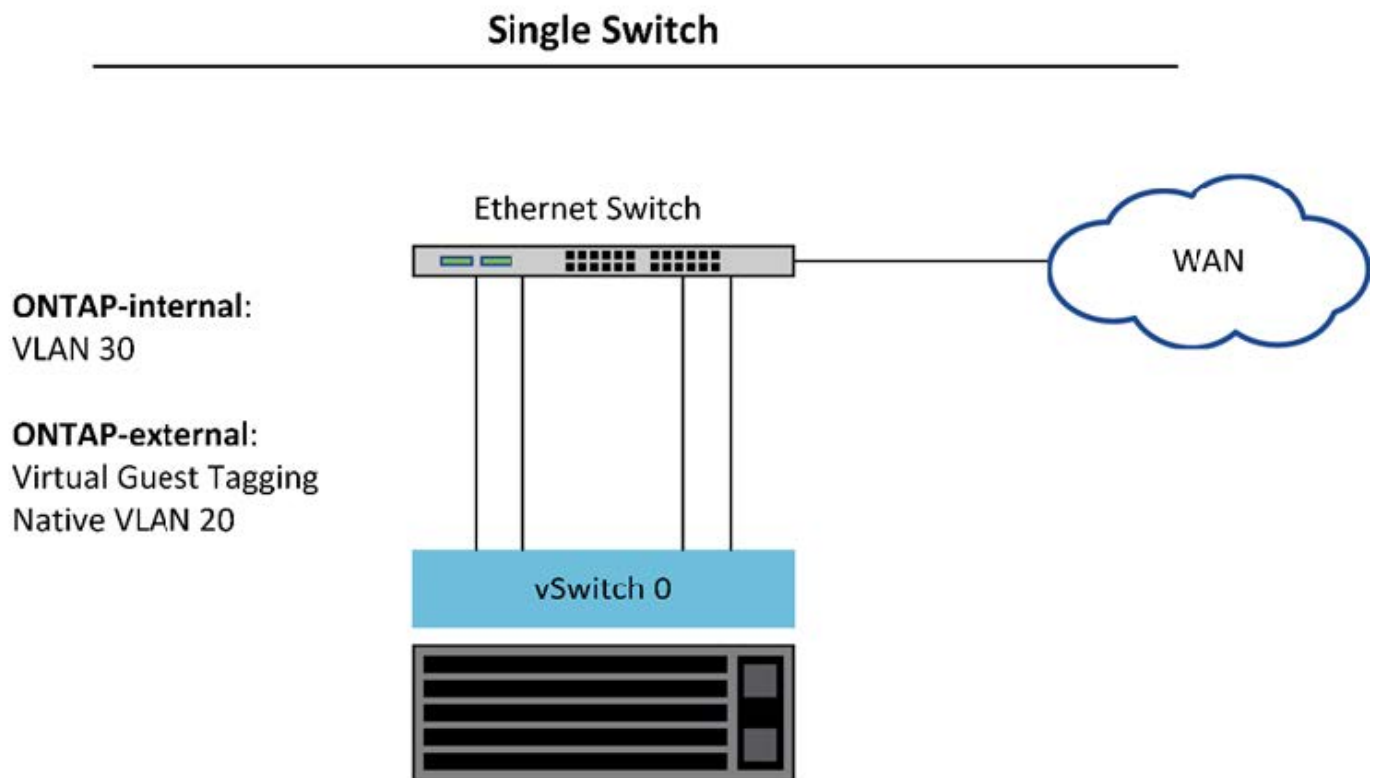 Single Switch
Ethernet Switch
WAN
ONTAP-internal:
VLAN 30
ONTAP-external:
Virtual Guest Tagging
Native VLAN 20
vSwitch 0